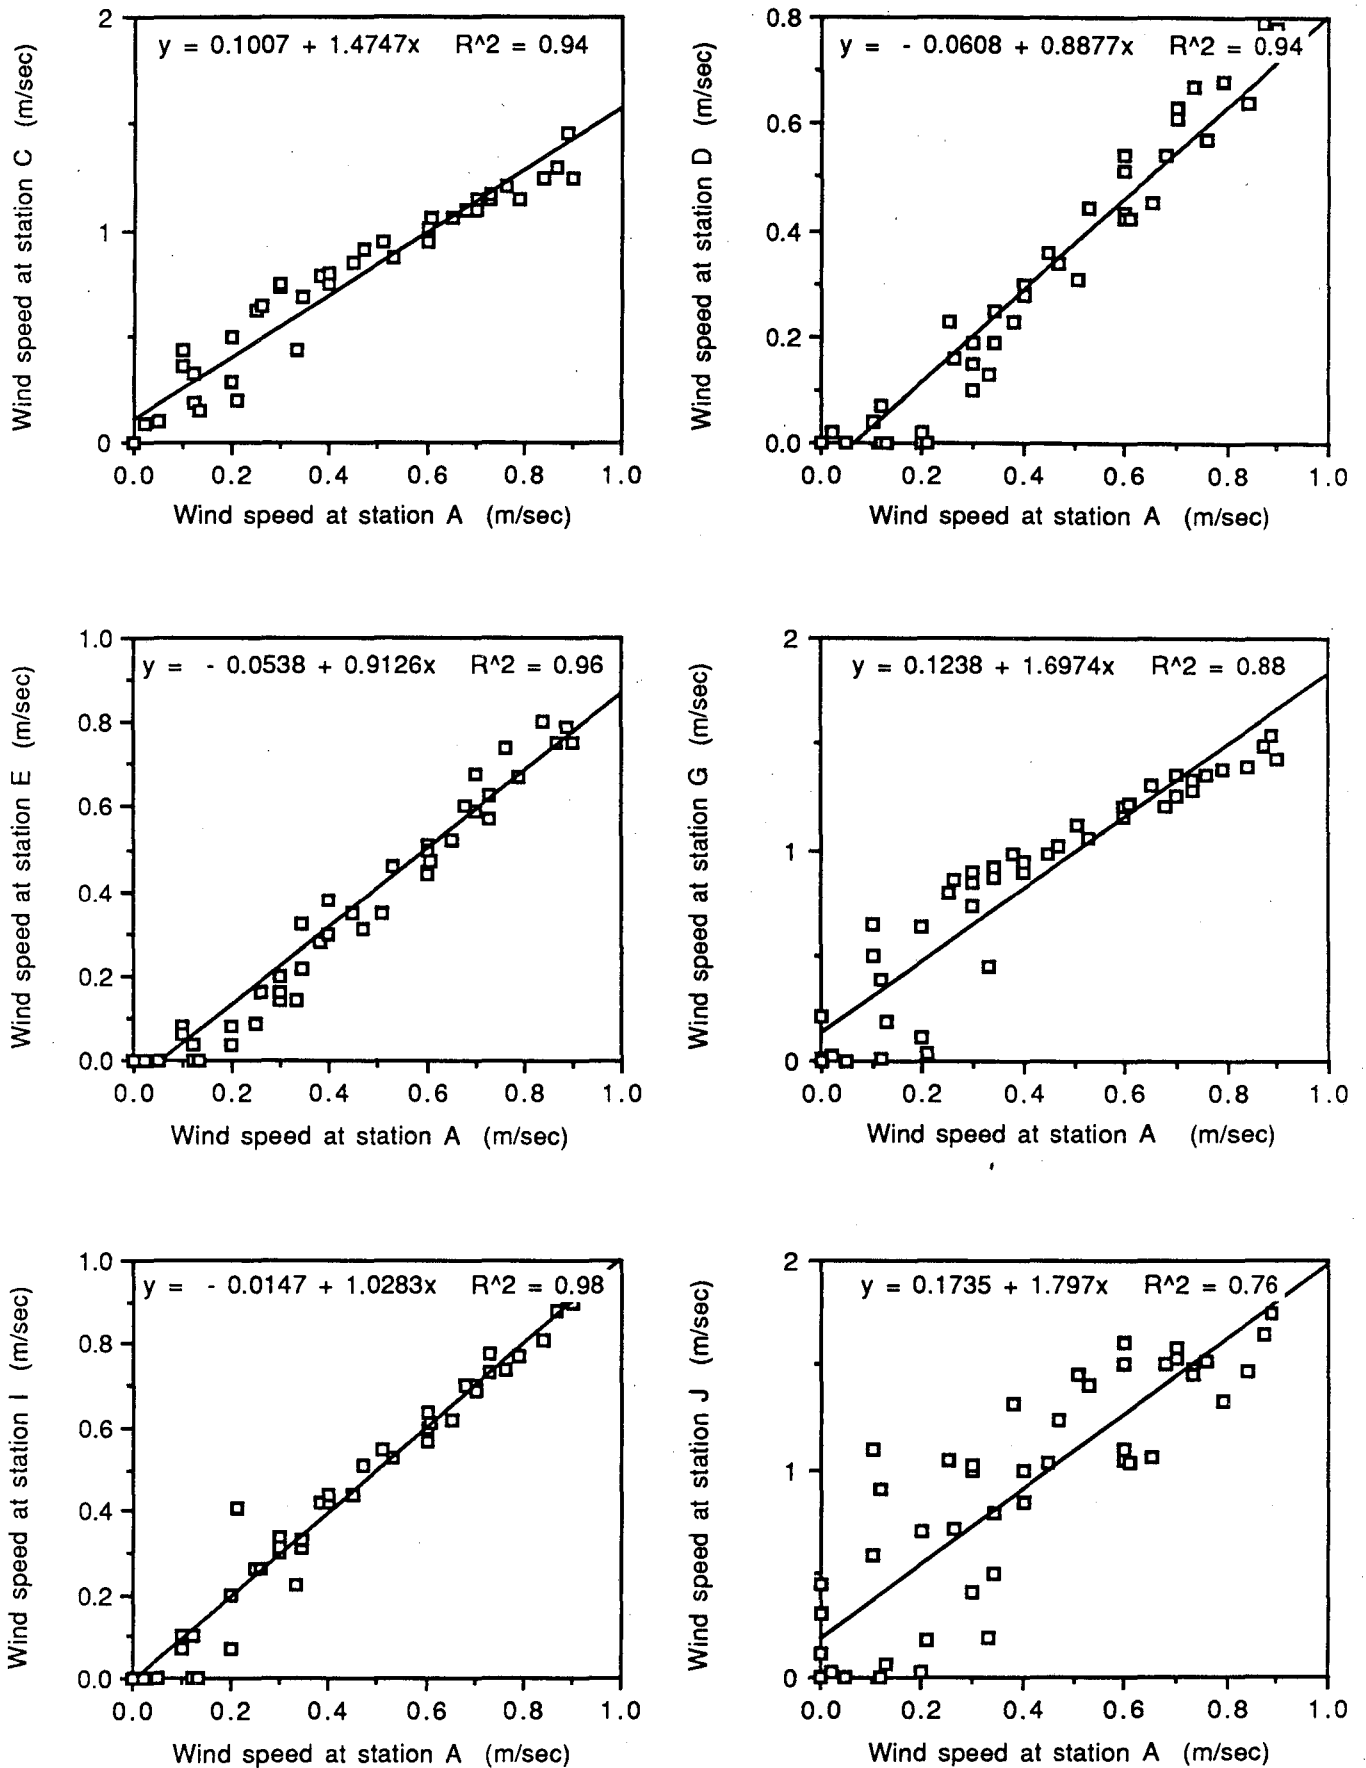 y = 0.1007 + 1.4747x R^2 = 0.94
Wind speed at station C (m/sec)
2
1
0
0.0 0.2 0.4 0.6 0.8 1.0
Wind speed at station A (m/sec)
y = - 0.0608 + 0.8877x R^2 = 0.94
Wind speed at station D (m/sec)
0.8
0.6
0.4
0.2
0.0
0.0 0.2 0.4 0.6 0.8 1.0
Wind speed at station A (m/sec)
y = - 0.0538 + 0.9126x R^2 = 0.96
Wind speed at station E (m/sec)
1.0
0.8
0.6
0.4
0.2
0.0
0.0 0.2 0.4 0.6 0.8 1.0
Wind speed at station A (m/sec)
y = 0.1238 + 1.6974x R^2 = 0.88
Wind speed at station G (m/sec)
2
1
0
0.0 0.2 0.4 0.6 0.8 1.0
Wind speed at station A (m/sec)
y = - 0.0147 + 1.0283x R^2 = 0.98
Wind speed at station I (m/sec)
1.0
0.8
0.6
0.4
0.2
0.0
0.0 0.2 0.4 0.6 0.8 1.0
Wind speed at station A (m/sec)
y = 0.1735 + 1.797x R^2 = 0.76
Wind speed at station J (m/sec)
2
1
0
0.0 0.2 0.4 0.6 0.8 1.0
Wind speed at station A (m/sec)